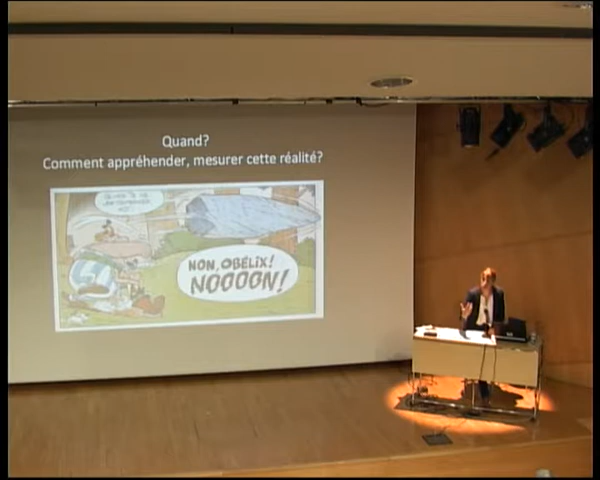 Quand?
Comment appréhender, mesurer cette réalité?
NON, OBÉLIX!
NOOOON!